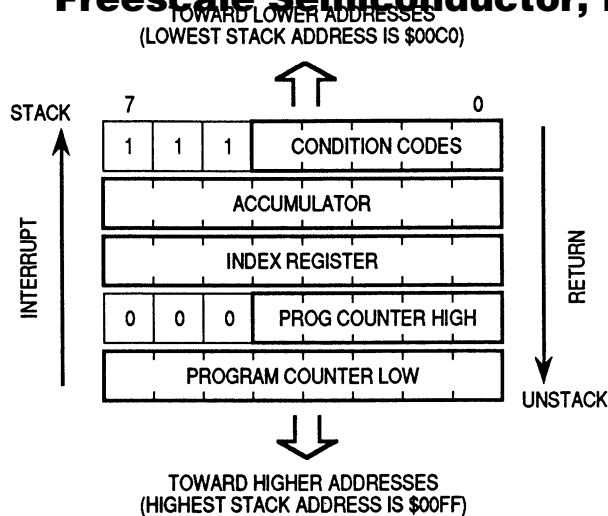 Freescale Semiconductor, I
TOWARD LOWER ADDRESSES
(LOWEST STACK ADDRESS IS $00C0)
7 0
STACK
1 1 1 CONDITION CODES
ACCUMULATOR
INDEX REGISTER
0 0 0 PROG COUNTER HIGH
PROGRAM COUNTER LOW
INTERRUPT
RETURN
UNSTACK
TOWARD HIGHER ADDRESSES
(HIGHEST STACK ADDRESS IS $00FF)